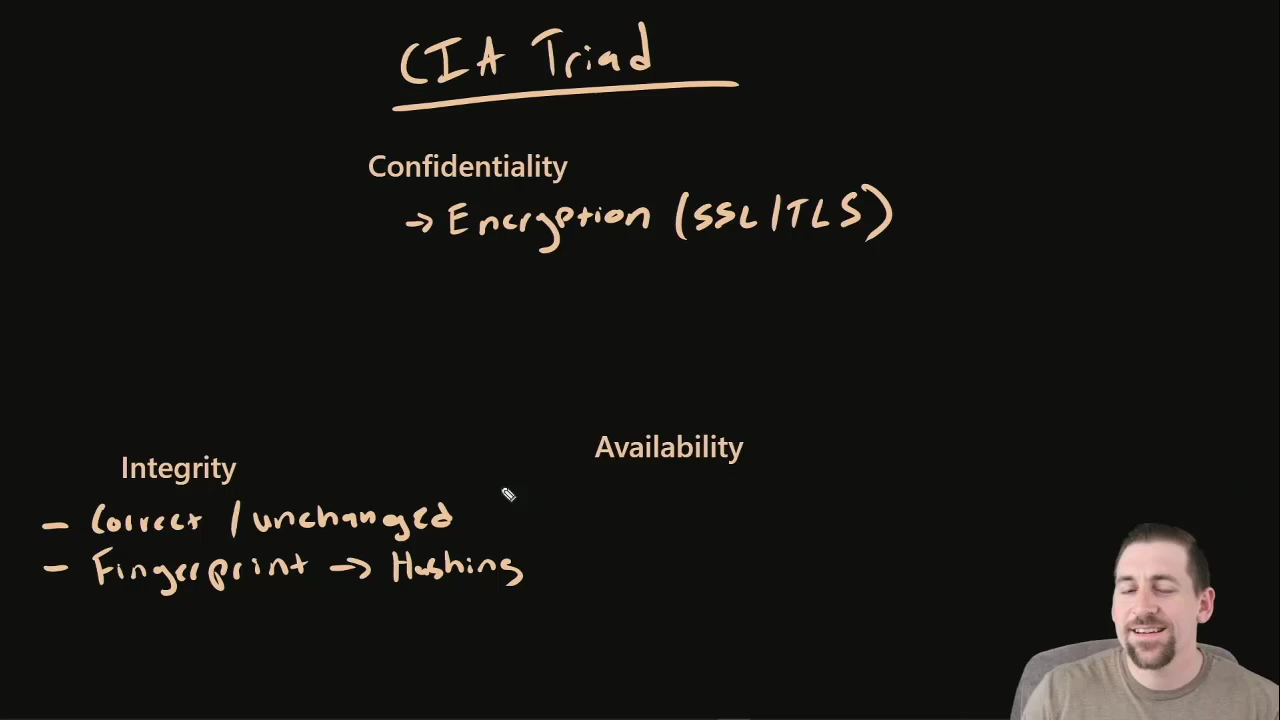 CIA Triad
Confidentiality
→ Encryption (SSL/TLS)
Integrity
- Correct / unchanged
- Fingerprint → Hashing
Availability